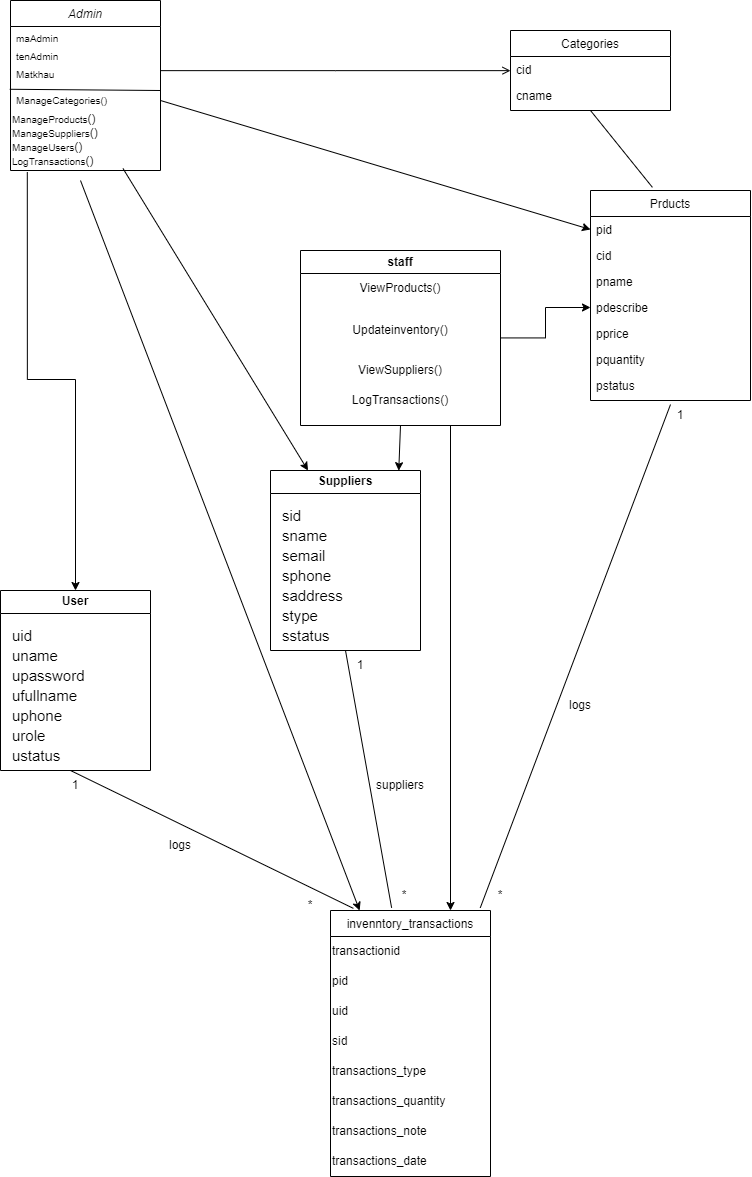 Admin
maAdmin
tenAdmin
Matkhau
ManageCategories()
ManageProducts()
ManageSuppliers()
ManageUsers()
LogTransactions()
Categories
cid
cname
Prducts
pid
cid
pname
pdescribe
pprice
pquantity
pstatus
1
staff
ViewProducts()
Updateinventory()
ViewSuppliers()
LogTransactions()
Suppliers
sid
sname
semail
sphone
saddress
stype
sstatus
1
User
uid
uname
upassword
ufullname
uphone
urole
ustatus
1
logs
suppliers
logs
*
*
*
invenntory_transactions
transactionid
pid
uid
sid
transactions_type
transactions_quantity
transactions_note
transactions_date